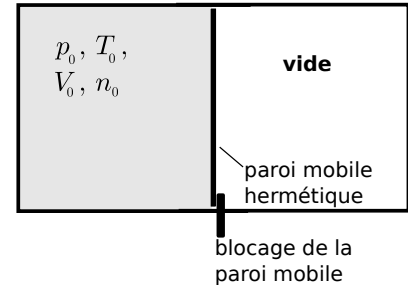 p₀, T₀,
V₀, n₀
vide
paroi mobile
hermétique
blocage de la
paroi mobile